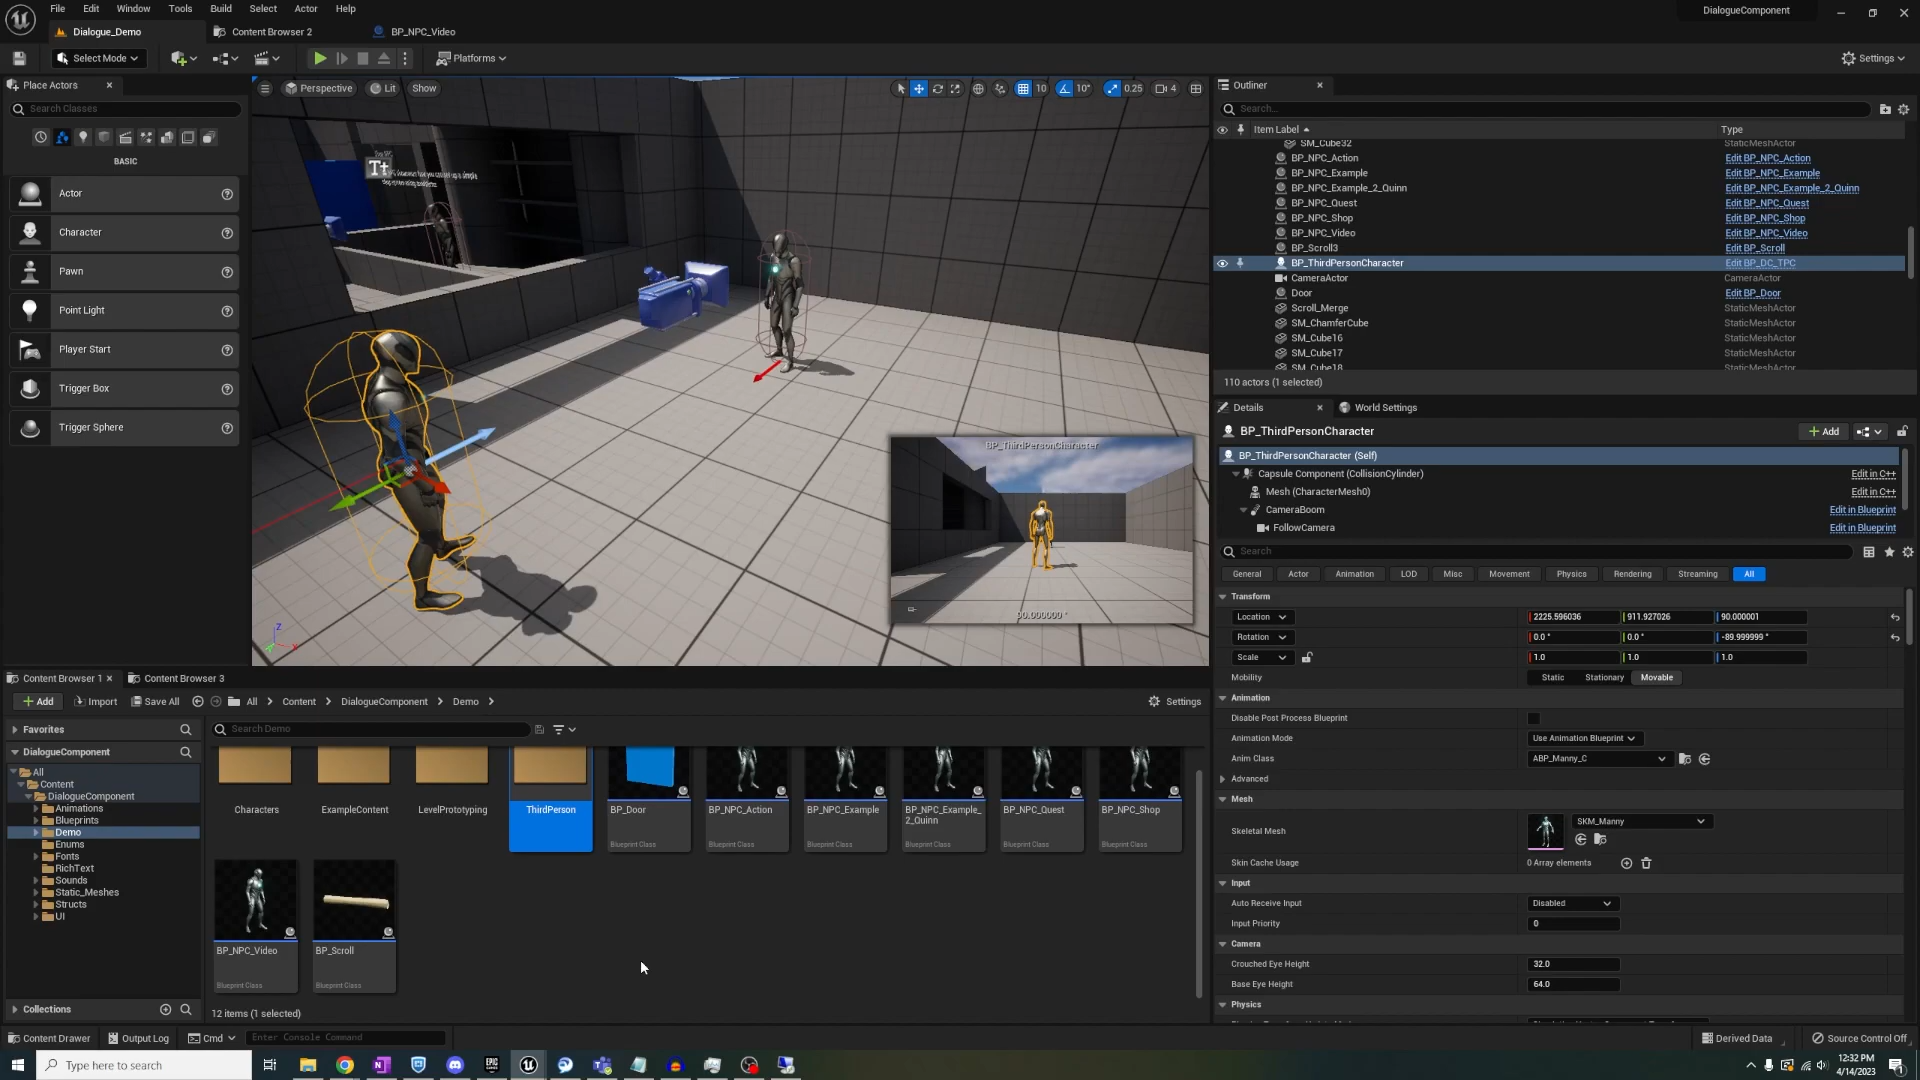 File Edit Window Tools Build Select Actor Help
DialogueComponent
Dialogue_Demo
Content Browser 2
BP_NPC_Video
Select Mode
Platforms
Settings
Place Actors
Search Classes
BASIC
Actor
Character
Pawn
Point Light
Player Start
Trigger Box
Trigger Sphere
Perspective
Lit
Show
10
10°
0.25
4
Tt
BP_ThirdPersonCharacter
90.000000 °
Z
X
Outliner
Search...
Item Label
Type
SM_Cube32 StaticMeshActor
BP_NPC_Action Edit BP_NPC_Action
BP_NPC_Example Edit BP_NPC_Example
BP_NPC_Example_2_Quinn Edit BP_NPC_Example_2_Quinn
BP_NPC_Quest Edit BP_NPC_Quest
BP_NPC_Shop Edit BP_NPC_Shop
BP_NPC_Video Edit BP_NPC_Video
BP_Scroll3 Edit BP_Scroll
BP_ThirdPersonCharacter Edit BP_DC_TPC
CameraActor CameraActor
Door Edit BP_Door
Scroll_Merge StaticMeshActor
SM_ChamferCube StaticMeshActor
SM_Cube16 StaticMeshActor
SM_Cube17 StaticMeshActor
SM_Cube18 StaticMeshActor
110 actors (1 selected)
Details
World Settings
BP_ThirdPersonCharacter
Add
BP_ThirdPersonCharacter (Self)
Capsule Component (CollisionCylinder) Edit in C++
Mesh (CharacterMesh0) Edit in C++
CameraBoom Edit in Blueprint
FollowCamera Edit in Blueprint
Search
General Actor Animation LOD Misc Movement Physics Rendering Streaming All
Transform
Location 2225.596036 911.927026 90.000001
Rotation 0.0 ° 0.0 ° -89.999999 °
Scale 1.0 1.0 1.0
Mobility Static Stationary Movable
Animation
Disable Post Process Blueprint
Animation Mode Use Animation Blueprint
Anim Class ABP_Manny_C
Advanced
Mesh
Skeletal Mesh SKM_Manny
Skin Cache Usage 0 Array elements
Input
Auto Receive Input Disabled
Input Priority 0
Camera
Crouched Eye Height 32.0
Base Eye Height 64.0
Physics
Content Browser 1
Content Browser 3
Add
Import
Save All
All
Content
DialogueComponent
Demo
Settings
Favorites
Search Demo
DialogueComponent
All
Content
DialogueComponent
Animations
Blueprints
Demo
Enums
Fonts
RichText
Sounds
Static_Meshes
Structs
UI
Collections
Characters
ExampleContent
LevelPrototyping
ThirdPerson
BP_Door
Blueprint Class
BP_NPC_Action
Blueprint Class
BP_NPC_Example
Blueprint Class
BP_NPC_Example_
2_Quinn
Blueprint Class
BP_NPC_Quest
Blueprint Class
BP_NPC_Shop
Blueprint Class
BP_NPC_Video
Blueprint Class
BP_Scroll
Blueprint Class
12 items (1 selected)
Content Drawer
Output Log
Cmd
Enter Console Command
Derived Data
Source Control Off
Type here to search
12:32 PM
4/14/2023